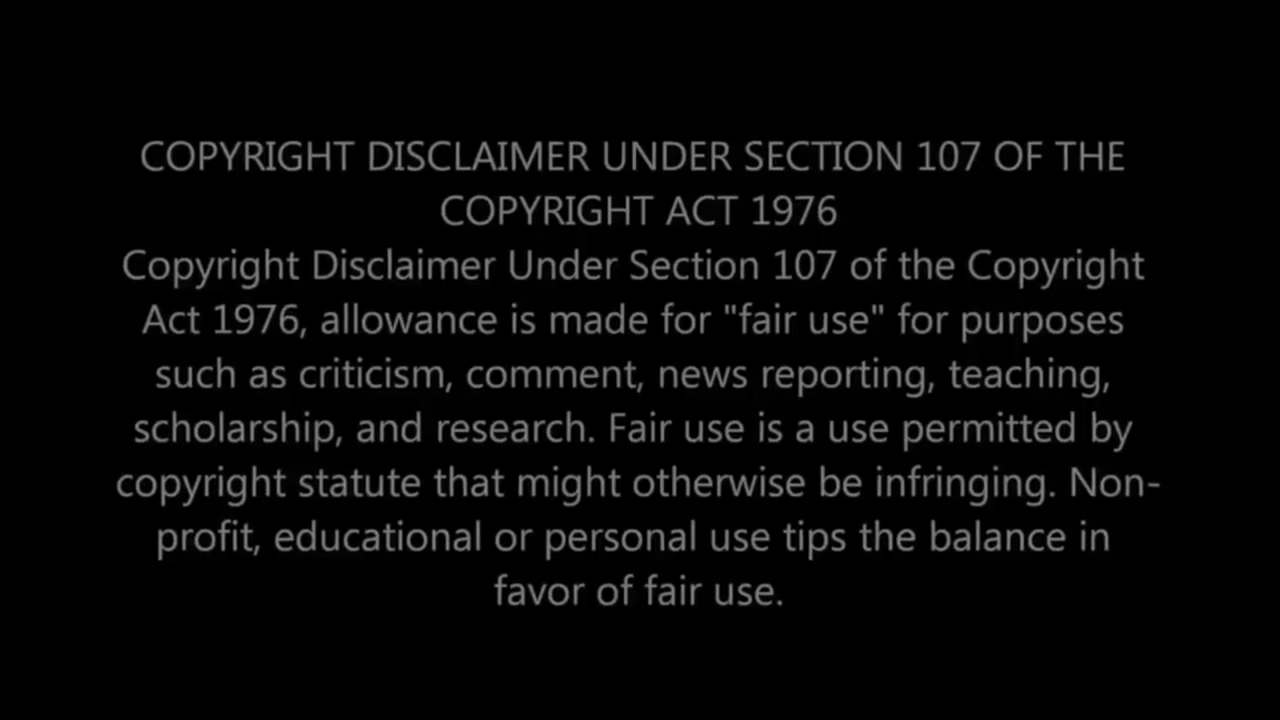 COPYRIGHT DISCLAIMER UNDER SECTION 107 OF THE
COPYRIGHT ACT 1976
Copyright Disclaimer Under Section 107 of the Copyright
Act 1976, allowance is made for "fair use" for purposes
such as criticism, comment, news reporting, teaching,
scholarship, and research. Fair use is a use permitted by
copyright statute that might otherwise be infringing. Non-
profit, educational or personal use tips the balance in
favor of fair use.